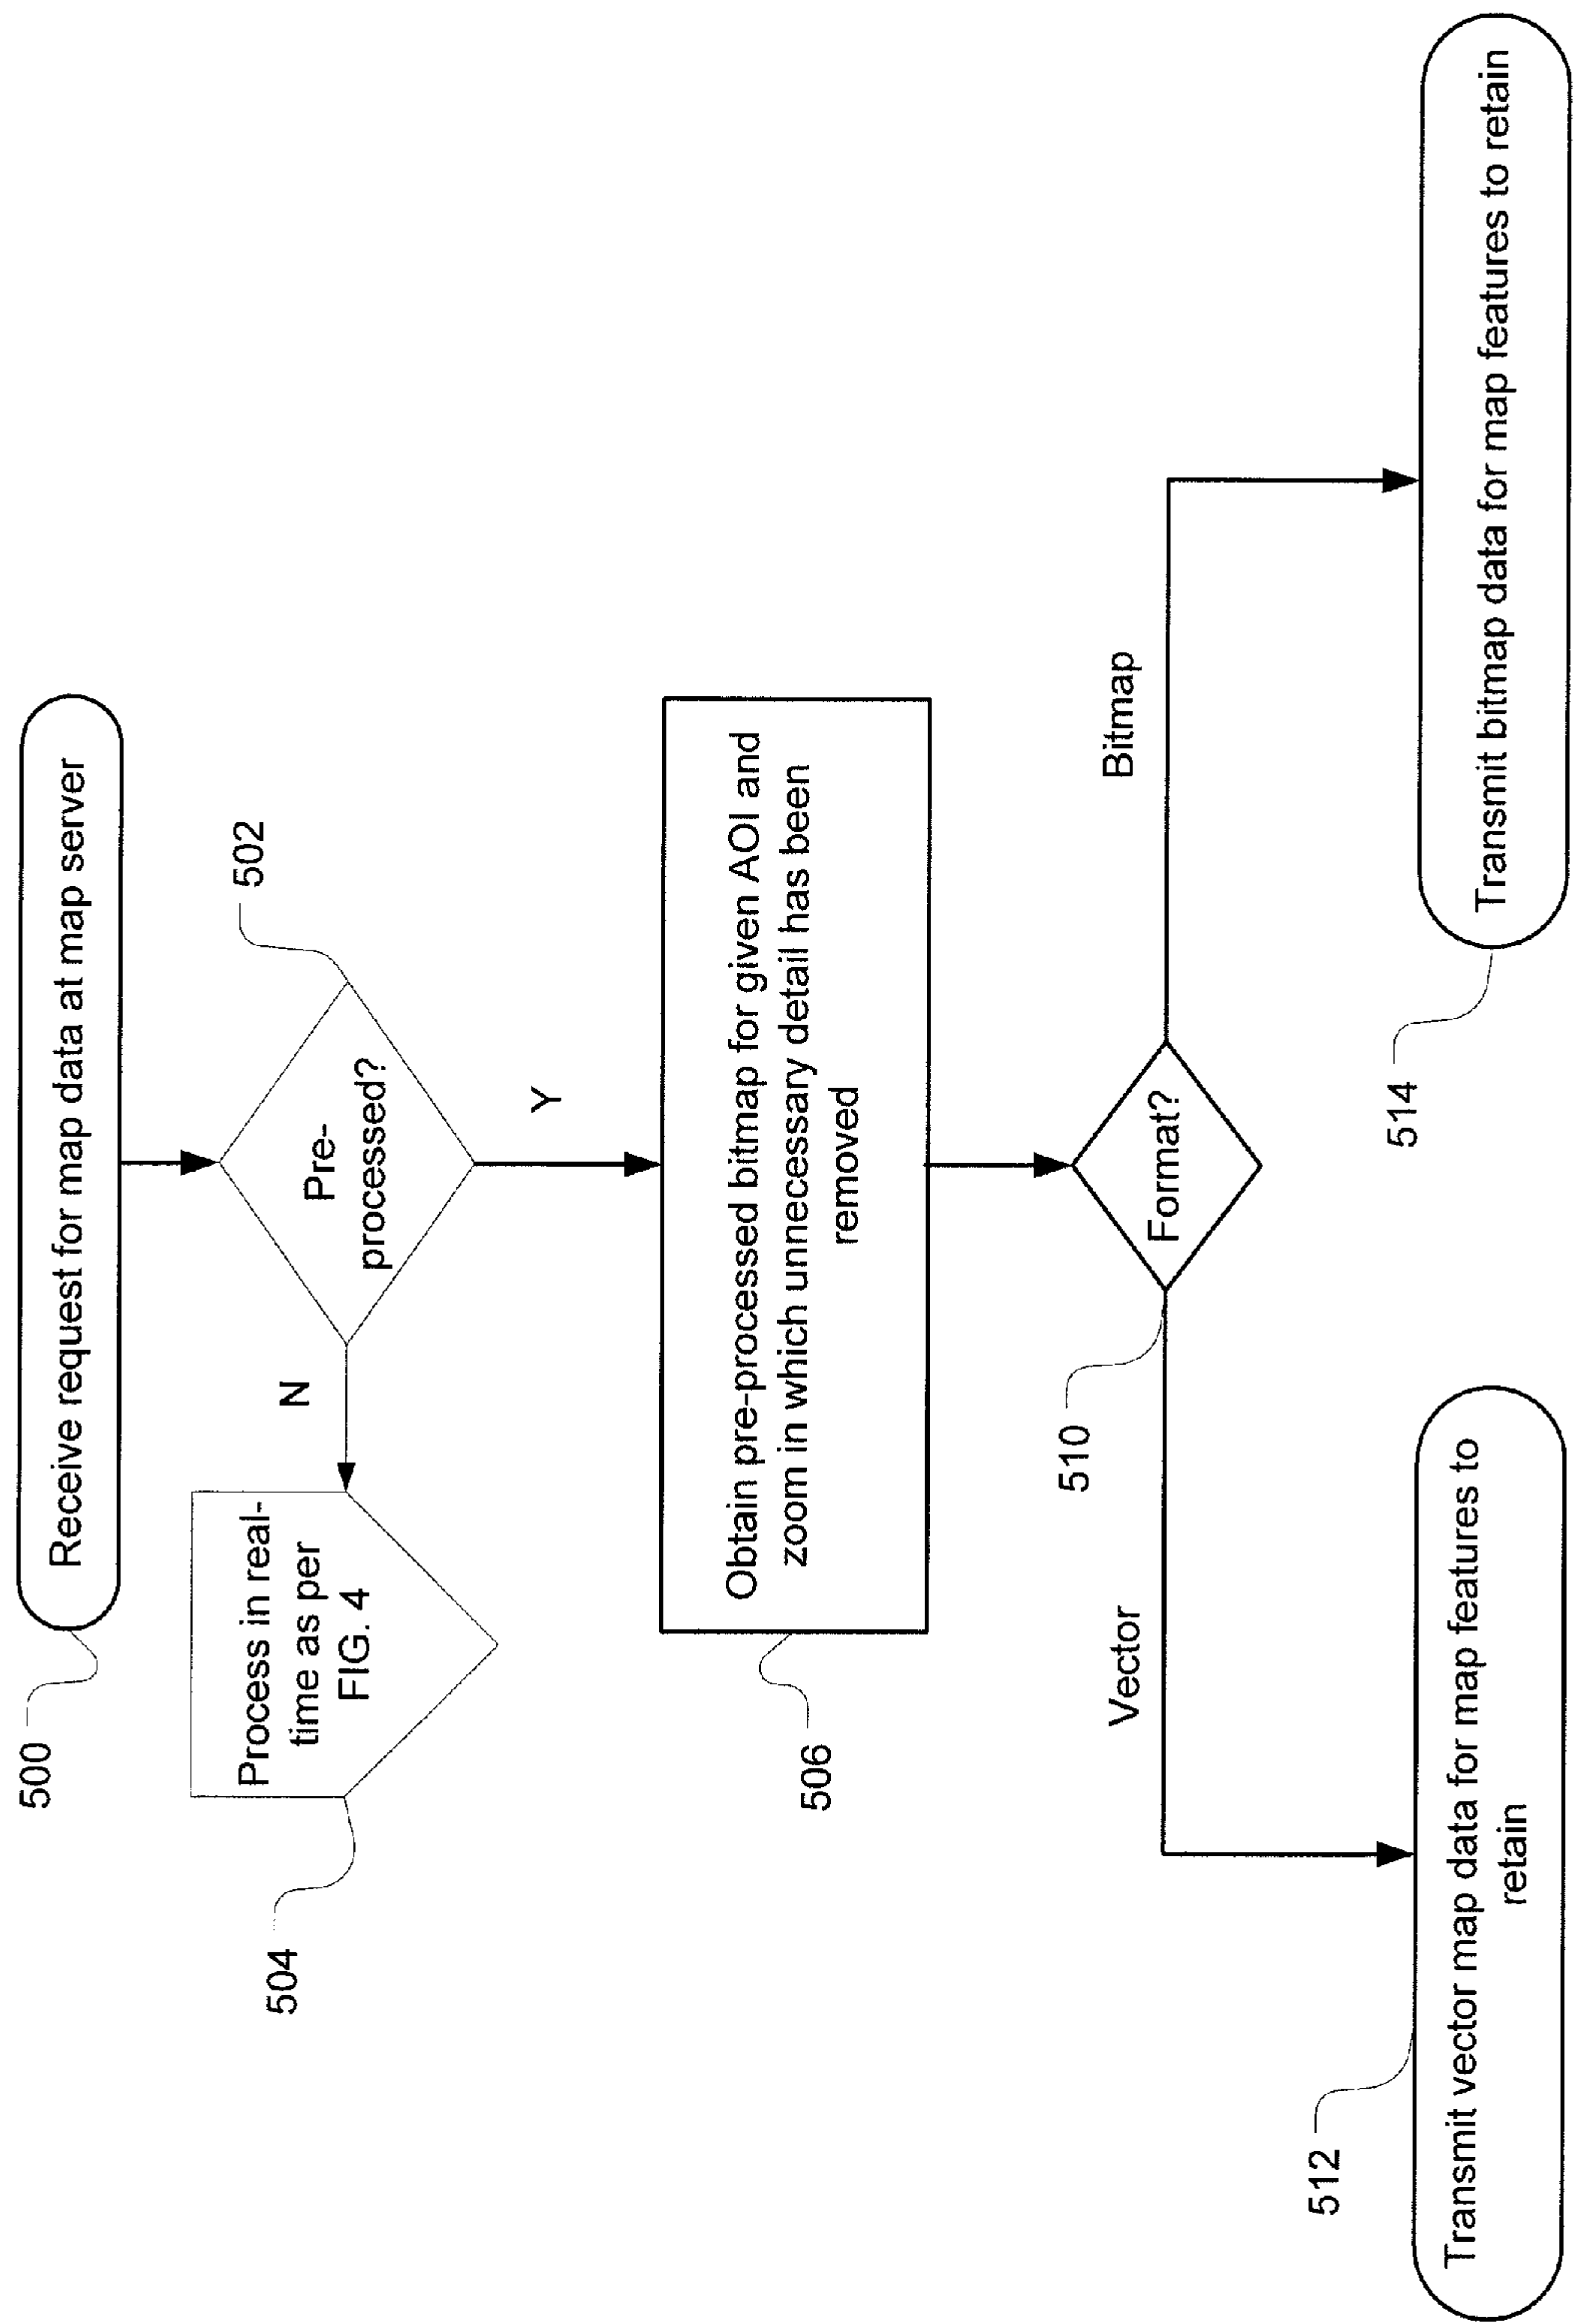 500
Receive request for map data at map server
502
Pre-
processed?
N
Y
504
Process in real-
time as per
FIG. 4
506
Obtain pre-processed bitmap for given AOI and
zoom in which unnecessary detail has been
removed
510
Format?
Vector
Bitmap
512
Transmit vector map data for map features to
retain
514
Transmit bitmap data for map features to retain